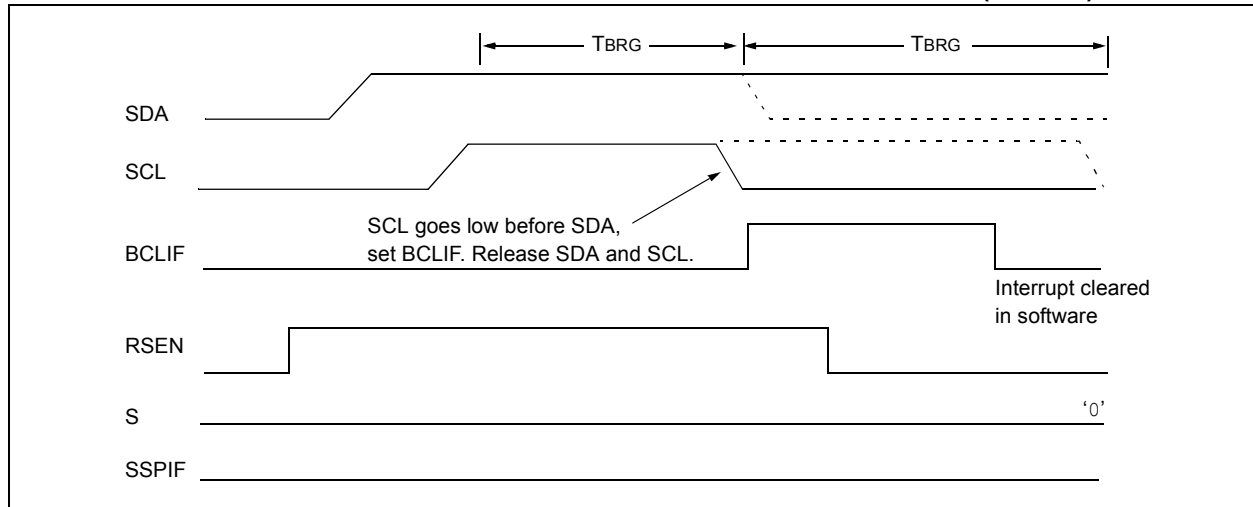 TBRG
TBRG
SDA
SCL
SCL goes low before SDA,
set BCLIF. Release SDA and SCL.
BCLIF
Interrupt cleared
in software
RSEN
S
‘0’
SSPIF